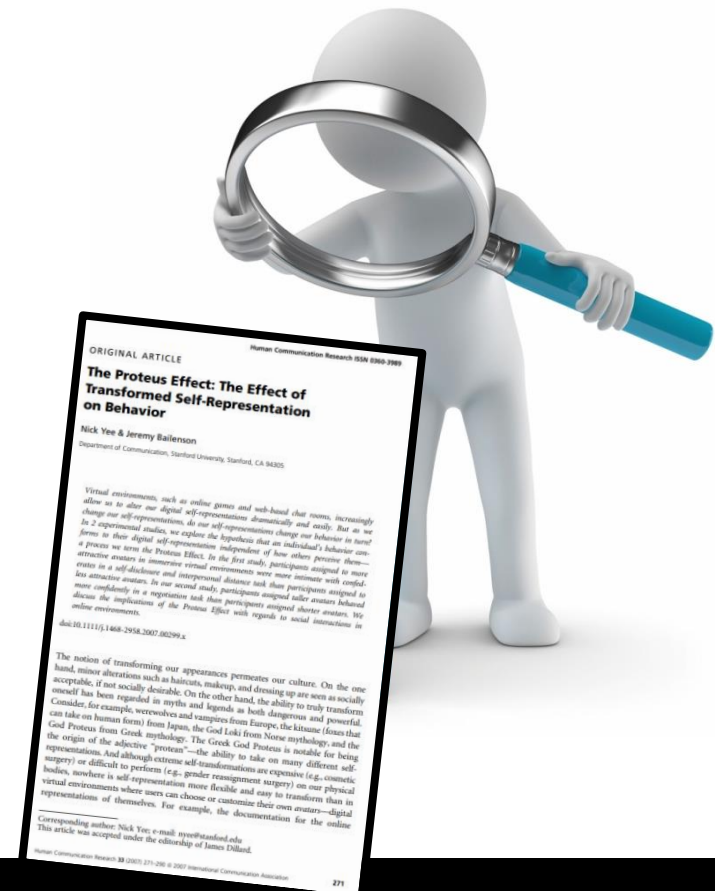 Human Communication Research ISSN 0360-3989
ORIGINAL ARTICLE
The Proteus Effect: The Effect of
Transformed Self-Representation
on Behavior
Nick Yee & Jeremy Bailenson
Department of Communication, Stanford University, Stanford, CA 94305
Virtual environments, such as online games and web-based chat rooms, increasingly
allow us to alter our digital self-representations dramatically and easily. But as we
change our self-representations, do our self-representations change our behavior in turn?
In 2 experimental studies, we explore the hypothesis that an individual's behavior con-
forms to their digital self-representation independent of how others perceive them—
a process we term the Proteus Effect. In the first study, participants assigned to more
attractive avatars in immersive virtual environments were more intimate with confed-
erates in a self-disclosure and interpersonal distance task than participants assigned to
less attractive avatars. In our second study, participants assigned taller avatars behaved
more confidently in a negotiation task than participants assigned shorter avatars. We
discuss the implications of the Proteus Effect with regards to social interactions in
online environments.
doi:10.1111/j.1468-2958.2007.00299.x
The notion of transforming our appearances permeates our culture. On the one
hand, minor alterations such as haircuts, makeup, and dressing up are seen as socially
acceptable, if not socially desirable. On the other hand, the ability to truly transform
oneself has been regarded in myths and legends as both dangerous and powerful.
Consider, for example, werewolves and vampires from Europe, the kitsune (foxes that
can take on human form) from Japan, the God Loki from Norse mythology, and the
God Proteus from Greek mythology. The Greek God Proteus is notable for being
the origin of the adjective "protean"—the ability to take on many different self-
representations. And although extreme self-transformations are expensive (e.g., cosmetic
surgery) or difficult to perform (e.g., gender reassignment surgery) on our physical
bodies, nowhere is self-representation more flexible and easy to transform than in
virtual environments where users can choose or customize their own avatars—digital
representations of themselves. For example, the documentation for the online
Corresponding author: Nick Yee; e-mail: nyee@stanford.edu
This article was accepted under the editorship of James Dillard.
Human Communication Research 33 (2007) 271–290 © 2007 International Communication Association
271